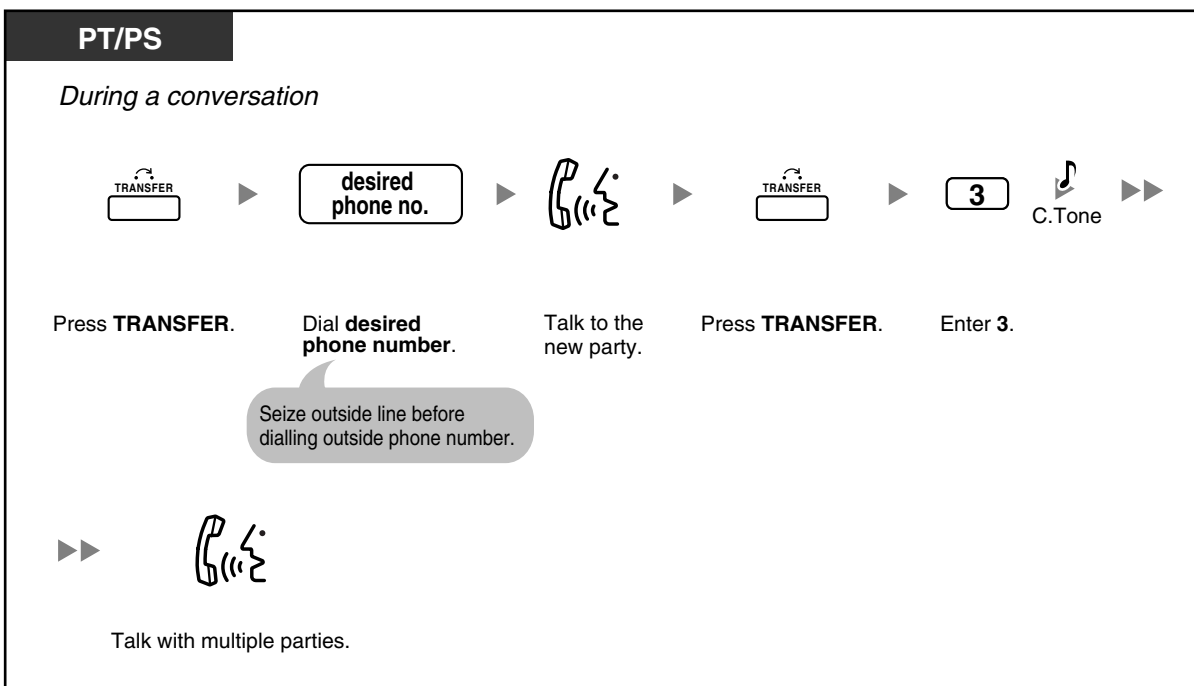 PT/PS
During a conversation
TRANSFER
desired
phone no.
TRANSFER
3
C.Tone
Press TRANSFER.
Dial desired
phone number.
Talk to the
new party.
Press TRANSFER.
Enter 3.
Seize outside line before
dialling outside phone number.
Talk with multiple parties.